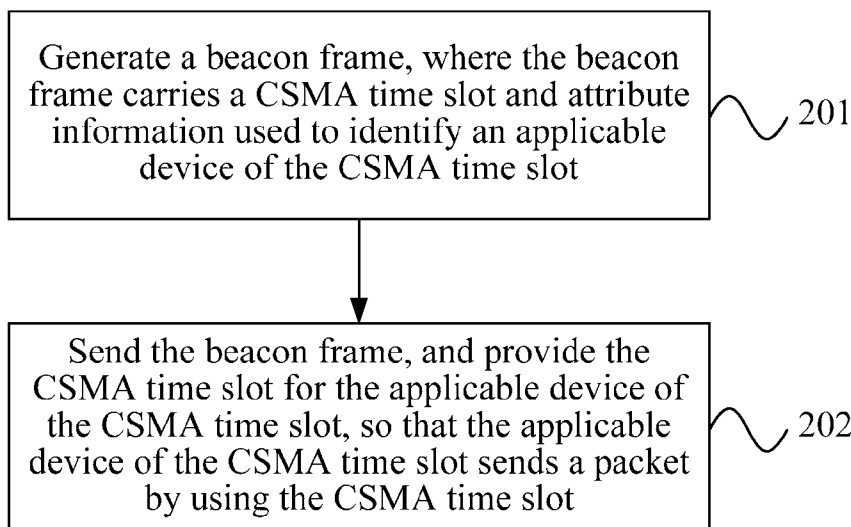 Generate a beacon frame, where the beacon
frame carries a CSMA time slot and attribute
information used to identify an applicable
device of the CSMA time slot
201
Send the beacon frame, and provide the
CSMA time slot for the applicable device of
the CSMA time slot, so that the applicable
device of the CSMA time slot sends a packet
by using the CSMA time slot
202